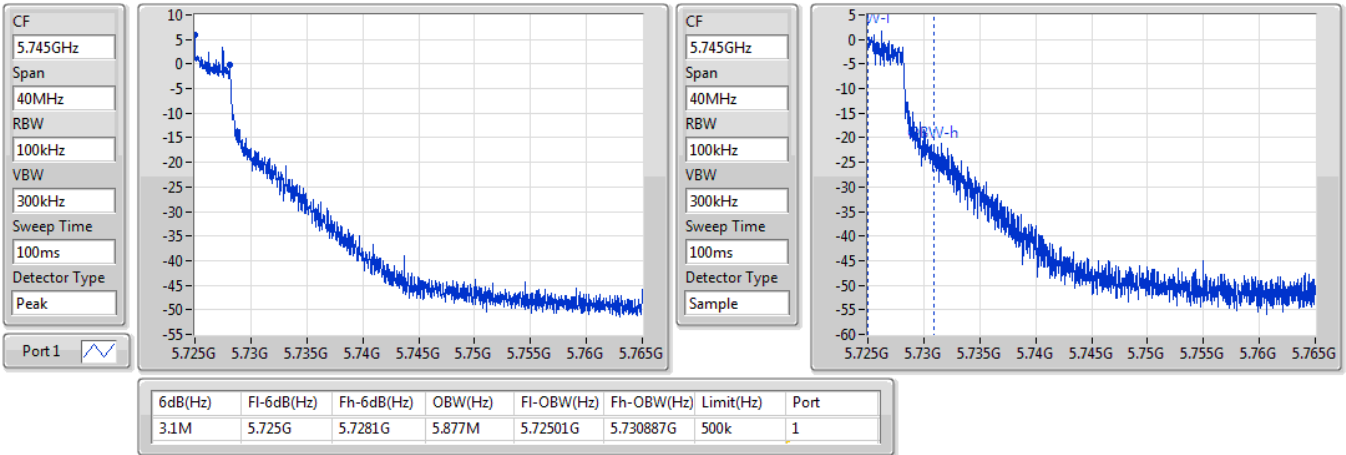 CF
5.745GHz
Span
40MHz
RBW
100kHz
VBW
300kHz
Sweep Time
100ms
Detector Type
Peak
Port 1
10
5
0
-5
-10
-15
-20
-25
-30
-35
-40
-45
-50
-55
5.725G 5.73G 5.735G 5.74G 5.745G 5.75G 5.755G 5.76G 5.765G
CF
5.745GHz
Span
40MHz
RBW
100kHz
VBW
300kHz
Sweep Time
100ms
Detector Type
Sample
5
0
-5
-10
-15
-20
-25
-30
-35
-40
-45
-50
-55
-60
5.725G 5.73G 5.735G 5.74G 5.745G 5.75G 5.755G 5.76G 5.765G
6dB(Hz) Fl-6dB(Hz) Fh-6dB(Hz) OBW(Hz) Fl-OBW(Hz) Fh-OBW(Hz) Limit(Hz) Port
3.1M 5.725G 5.7281G 5.877M 5.72501G 5.730887G 500k 1